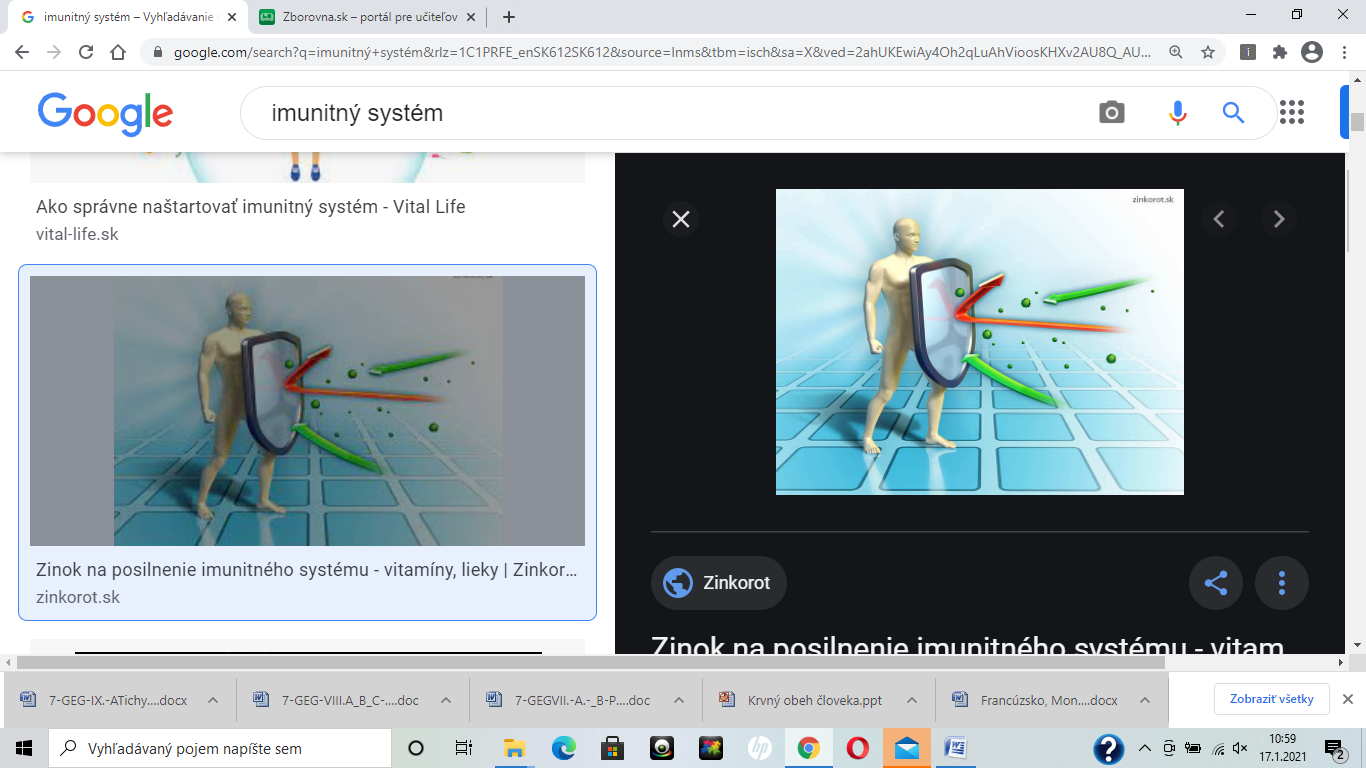 imunitný systém – Vyhľadávanie
Zborovna.sk – portál pre učiteľov
google.com/search?q=imunitný+systém&rlz=1C1PRFE_enSK612SK612&source=lnms&tbm=isch&sa=X&ved=2ahUKEwiAy4Oh2qLuAhVioosKHXv2AU8Q_AU...
Google
imunitný systém
Ako správne naštartovať imunitný systém - Vital Life
vital-life.sk
zinkorot.sk
Zinok na posilnenie imunitného systému - vitamíny, lieky | Zinkor...
zinkorot.sk
Zinkorot
Zinok na posilnenie imunitného systému - vitam
7-GEG-IX.-ATichy....docx
7-GEG-VIII.A_B_C-....doc
7-GEGVII.-A.-_B-P....doc
Krvný obeh človeka.ppt
Francúzsko, Mon....docx
Zobraziť všetky
Vyhľadávaný pojem napíšte sem
hp
10:59
17.1.2021
2